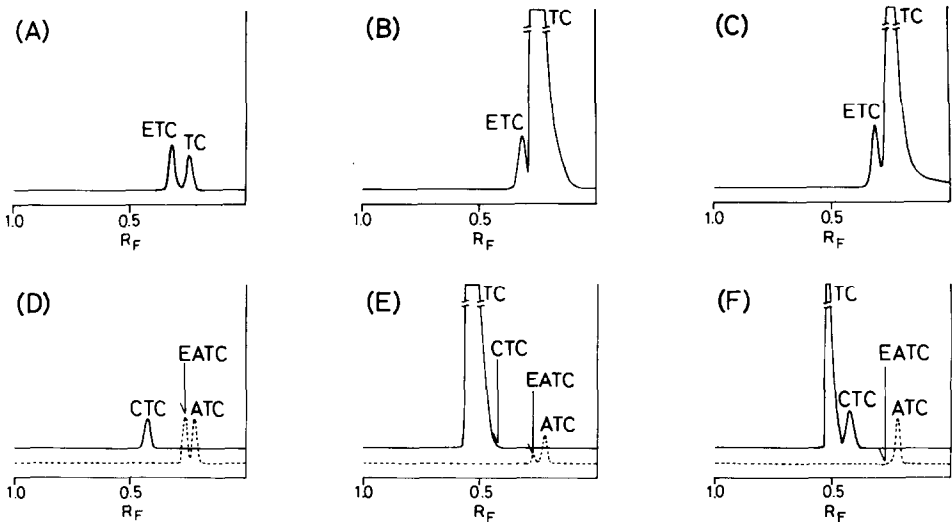 (A)
ETC TC
1.0 0.5
RF
(B)
TC
ETC
1.0 0.5
RF
(C)
TC
ETC
1.0 0.5
RF
(D)
EATC
CTC ATC
1.0 0.5
RF
(E)
TC
CTC
EATC
ATC
1.0 0.5
RF
(F)
TC
EATC
CTC ATC
1.0 0.5
RF